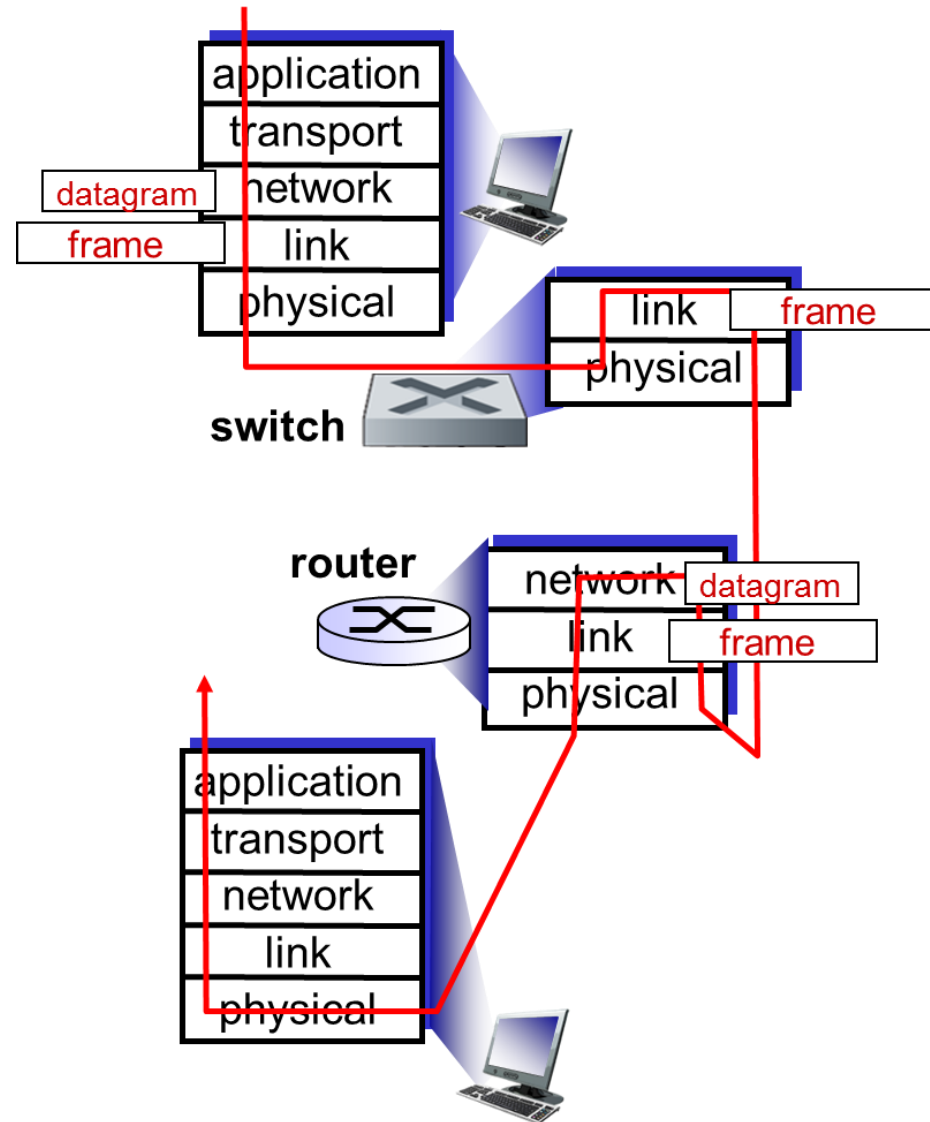 application
transport
datagram
network
frame
link
physical
link
frame
physical
switch
router
network
datagram
link
frame
physical
application
transport
network
link
physical